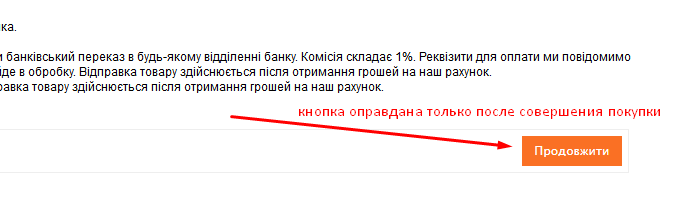 ка.
и банківський переказ в будь-якому відділенні банку. Комісія складає 1%. Реквізити для оплати ми повідомимо
йде в обробку. Відправка товару здійснюється після отримання грошей на наш рахунок.
равка товару здійснюється після отримання грошей на наш рахунок.
кнопка оправдана только после совершения покупки
Продовжити